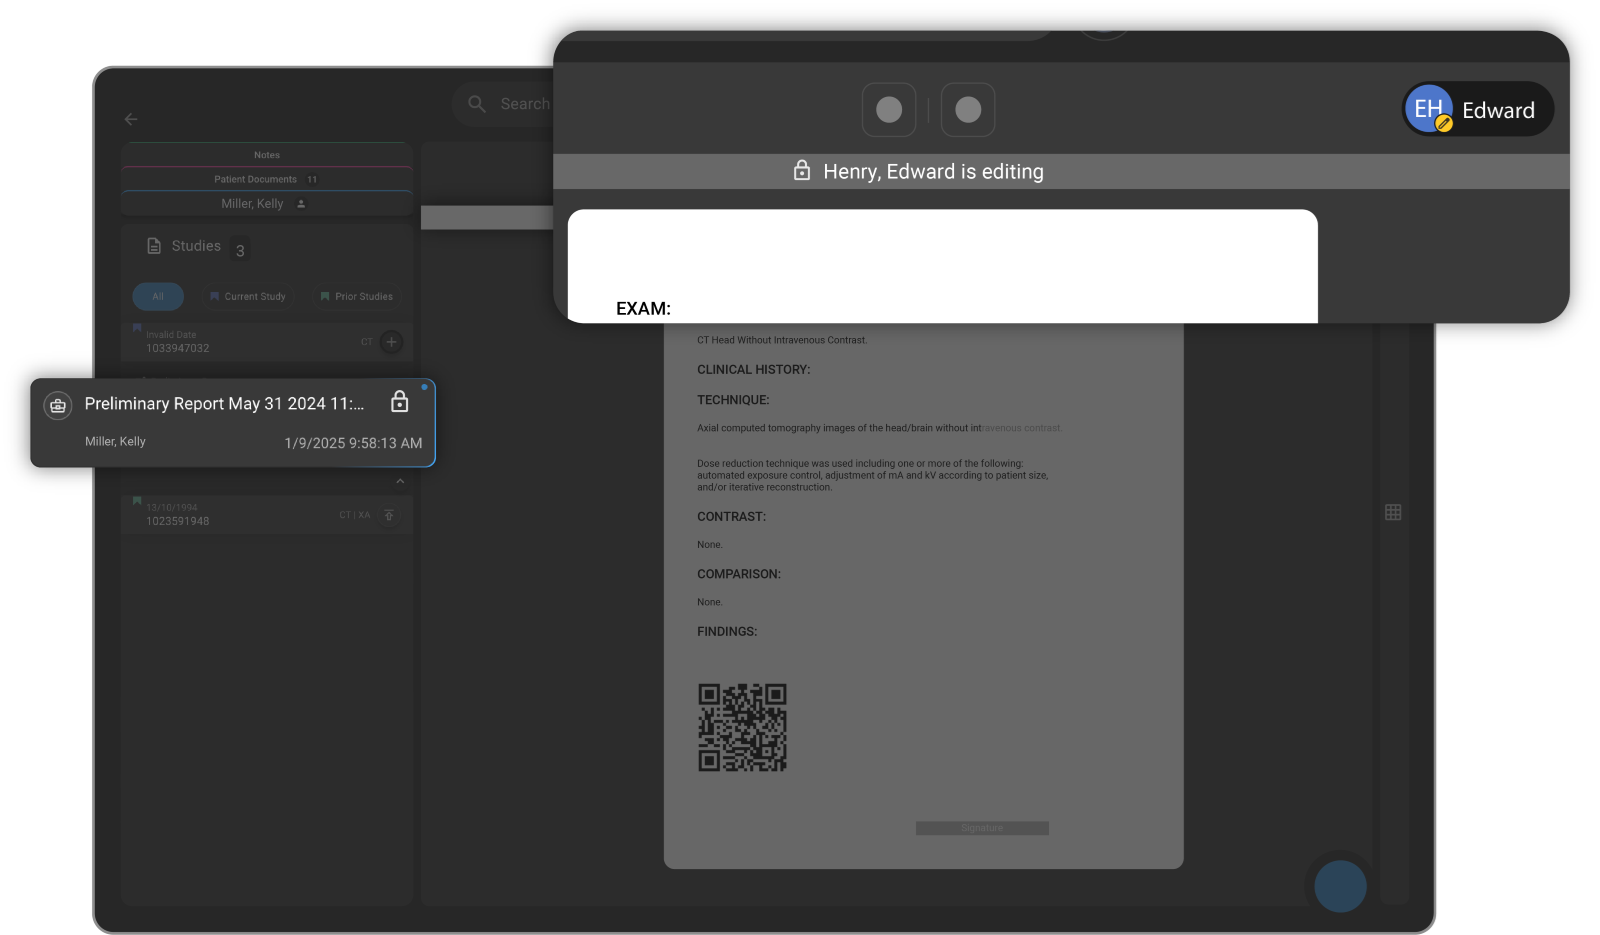 Search
EH Edward
Henry, Edward is editing
Notes
Patient Documents 11
Miller, Kelly
Studies 3
All Current Study Prior Studies
Invalid Date
1033947032 CT
Preliminary Report May 31 2024 11:...
Miller, Kelly 1/9/2025 9:58:13 AM
13/10/1994
1023591948 CT | XA
EXAM:
CT Head Without Intravenous Contrast.
CLINICAL HISTORY:
TECHNIQUE:
Axial computed tomography images of the head/brain without intravenous contrast.
Dose reduction technique was used including one or more of the following:
automated exposure control, adjustment of mA and kV according to patient size,
and/or iterative reconstruction.
CONTRAST:
None.
COMPARISON:
None.
FINDINGS:
Signature